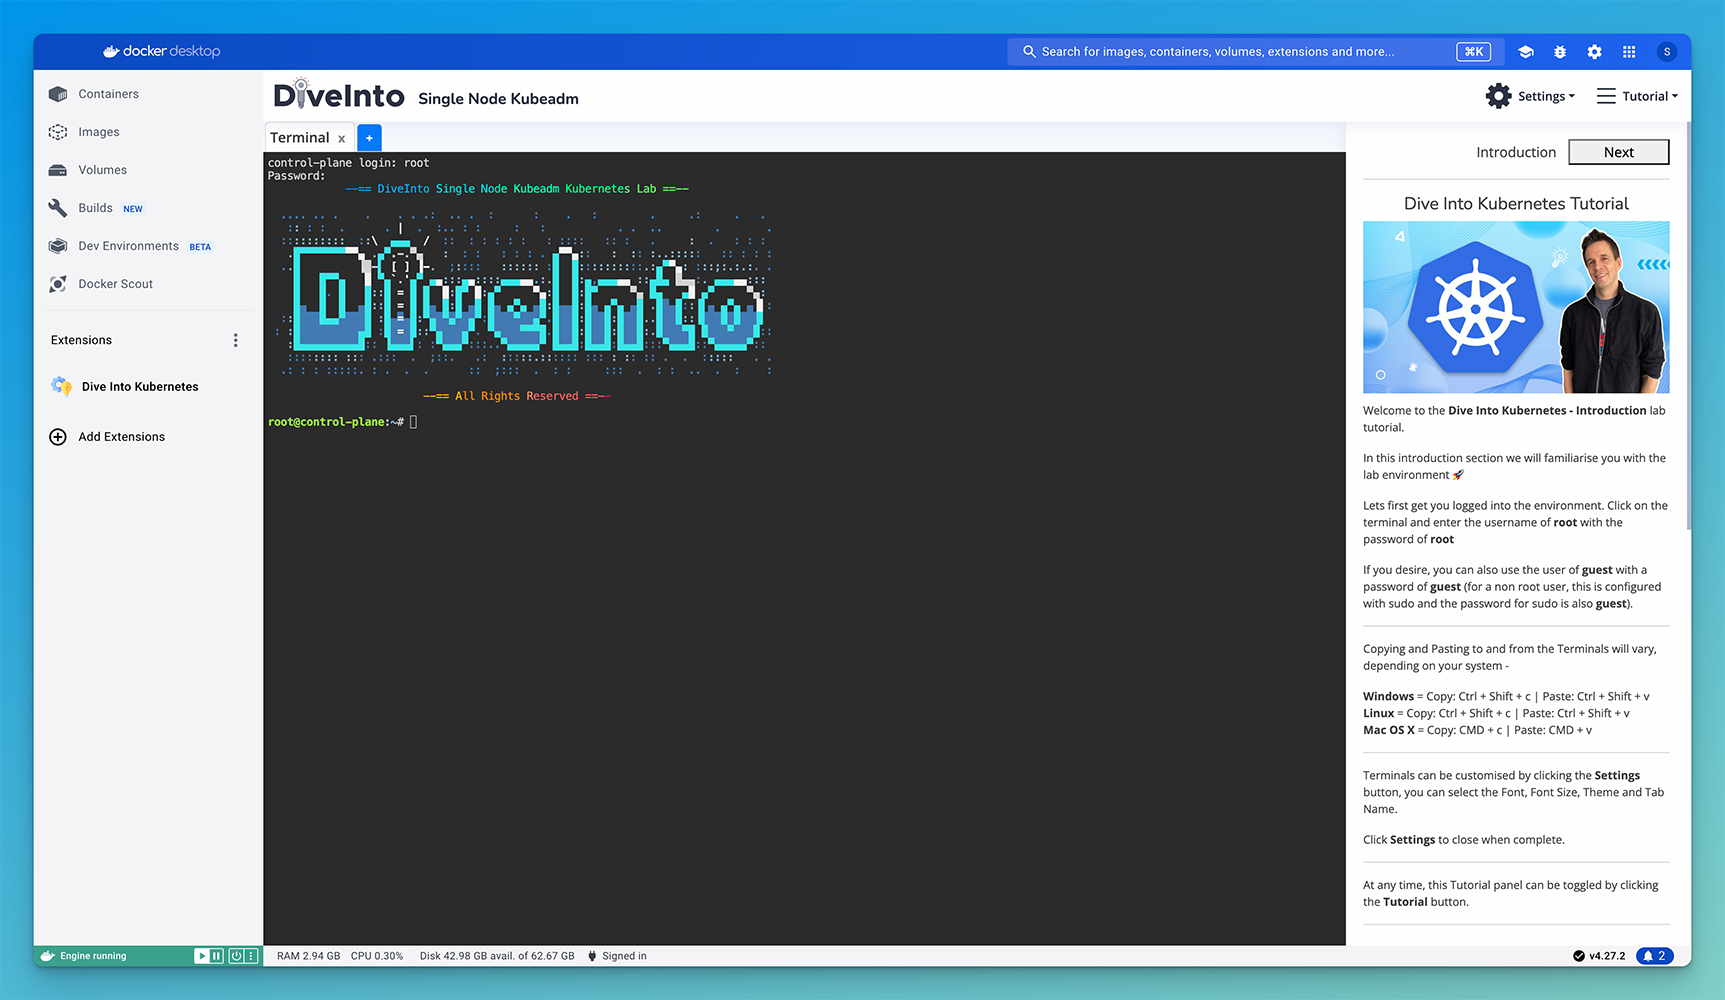 docker desktop
Search for images, containers, volumes, extensions and more...
⌘K
S
Containers
Images
Volumes
Builds NEW
Dev Environments BETA
Docker Scout
Extensions
Dive Into Kubernetes
Add Extensions
DiveInto
Single Node Kubeadm
Settings
Tutorial
Terminal x
+
control-plane login: root
Password:
--== DiveInto Single Node Kubeadm Kubernetes Lab ==--
DiveInto
--== All Rights Reserved ==--
root@control-plane:~#
Introduction
Next
Dive Into Kubernetes Tutorial
Welcome to the Dive Into Kubernetes - Introduction lab
tutorial.
In this introduction section we will familiarise you with the
lab environment 🚀
Lets first get you logged into the environment. Click on the
terminal and enter the username of root with the
password of root
If you desire, you can also use the user of guest with a
password of guest (for a non root user, this is configured
with sudo and the password for sudo is also guest).
Copying and Pasting to and from the Terminals will vary,
depending on your system -
Windows = Copy: Ctrl + Shift + c | Paste: Ctrl + Shift + v
Linux = Copy: Ctrl + Shift + c | Paste: Ctrl + Shift + v
Mac OS X = Copy: CMD + c | Paste: CMD + v
Terminals can be customised by clicking the Settings
button, you can select the Font, Font Size, Theme and Tab
Name.
Click Settings to close when complete.
At any time, this Tutorial panel can be toggled by clicking
the Tutorial button.
Engine running
RAM 2.94 GB CPU 0.30% Disk 42.98 GB avail. of 62.67 GB Signed in
v4.27.2
2